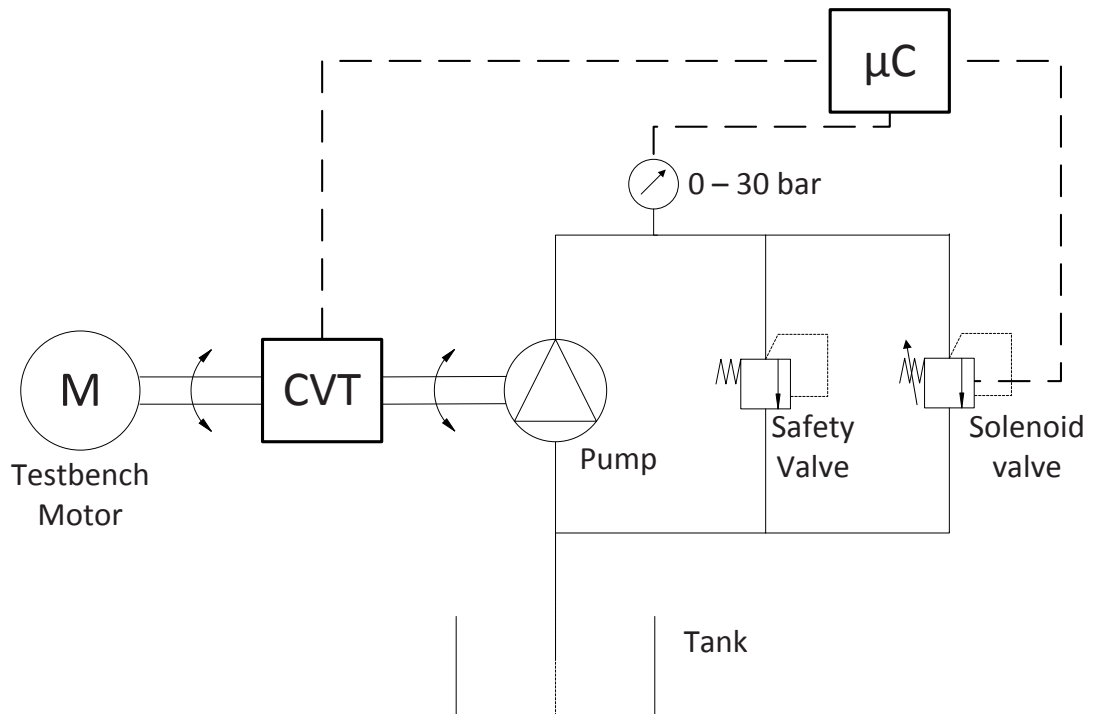 µC
0 – 30 bar
M
CVT
Testbench
Motor
Pump
Safety
Valve
Solenoid
valve
Tank